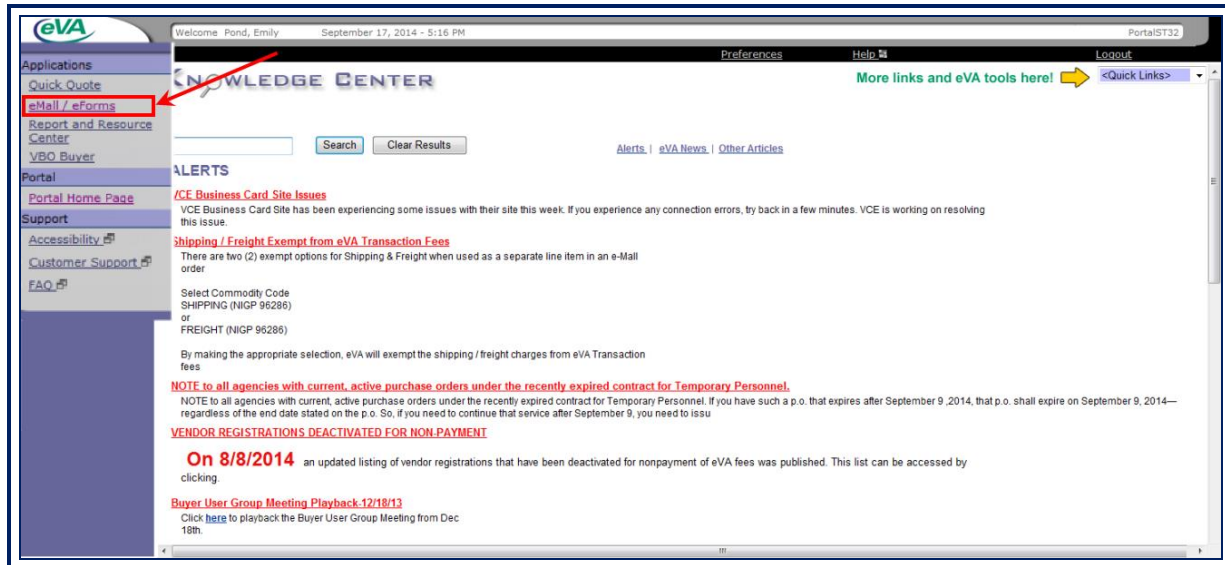 eVA
Welcome Pond, Emily September 17, 2014 - 5:16 PM PortalST32
Preferences Help Logout
Applications
Quick Quote
eMall / eForms
Report and Resource
Center
VBO Buyer
Portal
Portal Home Page
Support
Accessibility
Customer Support
FAQ
KNOWLEDGE CENTER
More links and eVA tools here! <Quick Links>
Search Clear Results
Alerts | eVA News | Other Articles
ALERTS
VCE Business Card Site Issues
VCE Business Card Site has been experiencing some issues with their site this week. If you experience any connection errors, try back in a few minutes. VCE is working on resolving
this issue.
Shipping / Freight Exempt from eVA Transaction Fees
There are two (2) exempt options for Shipping & Freight when used as a separate line item in an e-Mall
order
Select Commodity Code
SHIPPING (NIGP 96286)
or
FREIGHT (NIGP 96286)
By making the appropriate selection, eVA will exempt the shipping / freight charges from eVA Transaction
fees
NOTE to all agencies with current, active purchase orders under the recently expired contract for Temporary Personnel.
NOTE to all agencies with current, active purchase orders under the recently expired contract for Temporary Personnel. If you have such a p.o. that expires after September 9 ,2014, that p.o. shall expire on September 9, 2014—
regardless of the end date stated on the p.o. So, if you need to continue that service after September 9, you need to issu
VENDOR REGISTRATIONS DEACTIVATED FOR NON-PAYMENT
On 8/8/2014 an updated listing of vendor registrations that have been deactivated for nonpayment of eVA fees was published. This list can be accessed by
clicking.
Buyer User Group Meeting Playback-12/18/13
Click here to playback the Buyer User Group Meeting from Dec
18th.